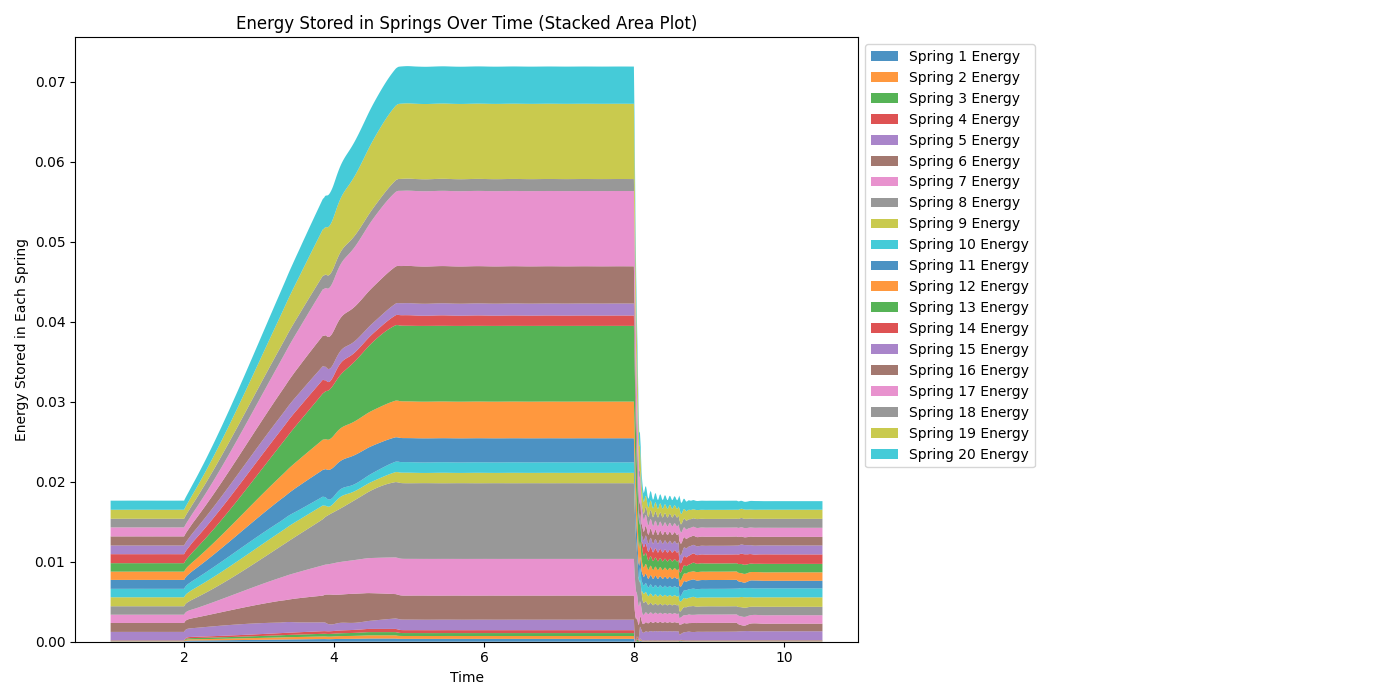 Energy Stored in Springs Over Time (Stacked Area Plot)
Energy Stored in Each Spring
0.07
0.06
0.05
0.04
0.03
0.02
0.01
0.00
2
4
6
8
10
Time
Spring 1 Energy
Spring 2 Energy
Spring 3 Energy
Spring 4 Energy
Spring 5 Energy
Spring 6 Energy
Spring 7 Energy
Spring 8 Energy
Spring 9 Energy
Spring 10 Energy
Spring 11 Energy
Spring 12 Energy
Spring 13 Energy
Spring 14 Energy
Spring 15 Energy
Spring 16 Energy
Spring 17 Energy
Spring 18 Energy
Spring 19 Energy
Spring 20 Energy